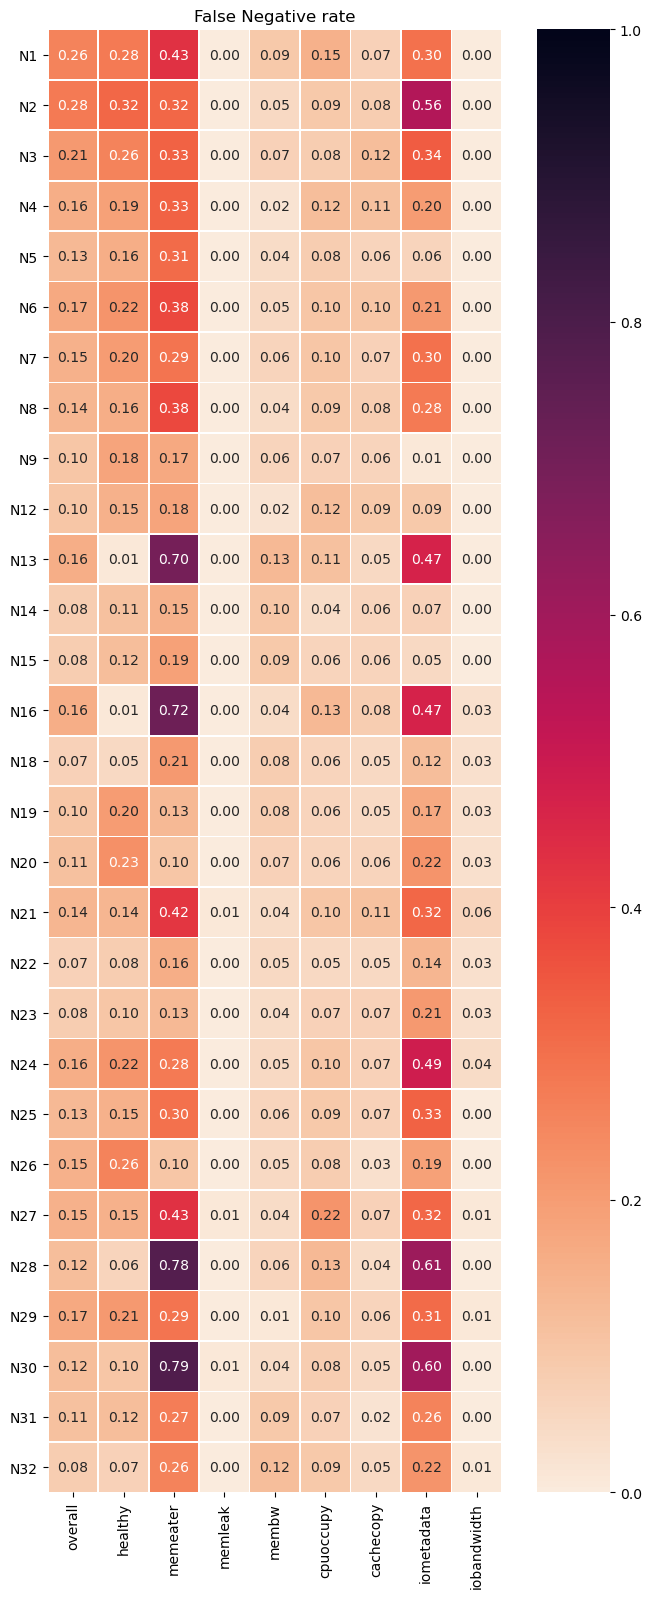 False Negative rate
N1 0.26 0.28 0.43 0.00 0.09 0.15 0.07 0.30 0.00
N2 0.28 0.32 0.32 0.00 0.05 0.09 0.08 0.56 0.00
N3 0.21 0.26 0.33 0.00 0.07 0.08 0.12 0.34 0.00
N4 0.16 0.19 0.33 0.00 0.02 0.12 0.11 0.20 0.00
N5 0.13 0.16 0.31 0.00 0.04 0.08 0.06 0.06 0.00
N6 0.17 0.22 0.38 0.00 0.05 0.10 0.10 0.21 0.00
N7 0.15 0.20 0.29 0.00 0.06 0.10 0.07 0.30 0.00
N8 0.14 0.16 0.38 0.00 0.04 0.09 0.08 0.28 0.00
N9 0.10 0.18 0.17 0.00 0.06 0.07 0.06 0.01 0.00
N12 0.10 0.15 0.18 0.00 0.02 0.12 0.09 0.09 0.00
N13 0.16 0.01 0.70 0.00 0.13 0.11 0.05 0.47 0.00
N14 0.08 0.11 0.15 0.00 0.10 0.04 0.06 0.07 0.00
N15 0.08 0.12 0.19 0.00 0.09 0.06 0.06 0.05 0.00
N16 0.16 0.01 0.72 0.00 0.04 0.13 0.08 0.47 0.03
N18 0.07 0.05 0.21 0.00 0.08 0.06 0.05 0.12 0.03
N19 0.10 0.20 0.13 0.00 0.08 0.06 0.05 0.17 0.03
N20 0.11 0.23 0.10 0.00 0.07 0.06 0.06 0.22 0.03
N21 0.14 0.14 0.42 0.01 0.04 0.10 0.11 0.32 0.06
N22 0.07 0.08 0.16 0.00 0.05 0.05 0.05 0.14 0.03
N23 0.08 0.10 0.13 0.00 0.04 0.07 0.07 0.21 0.03
N24 0.16 0.22 0.28 0.00 0.05 0.10 0.07 0.49 0.04
N25 0.13 0.15 0.30 0.00 0.06 0.09 0.07 0.33 0.00
N26 0.15 0.26 0.10 0.00 0.05 0.08 0.03 0.19 0.00
N27 0.15 0.15 0.43 0.01 0.04 0.22 0.07 0.32 0.01
N28 0.12 0.06 0.78 0.00 0.06 0.13 0.04 0.61 0.00
N29 0.17 0.21 0.29 0.00 0.01 0.10 0.06 0.31 0.01
N30 0.12 0.10 0.79 0.01 0.04 0.08 0.05 0.60 0.00
N31 0.11 0.12 0.27 0.00 0.09 0.07 0.02 0.26 0.00
N32 0.08 0.07 0.26 0.00 0.12 0.09 0.05 0.22 0.01
overall
healthy
memeater
memleak
membw
cpuoccupy
cachecopy
iometadata
iobandwidth
1.0
0.8
0.6
0.4
0.2
0.0